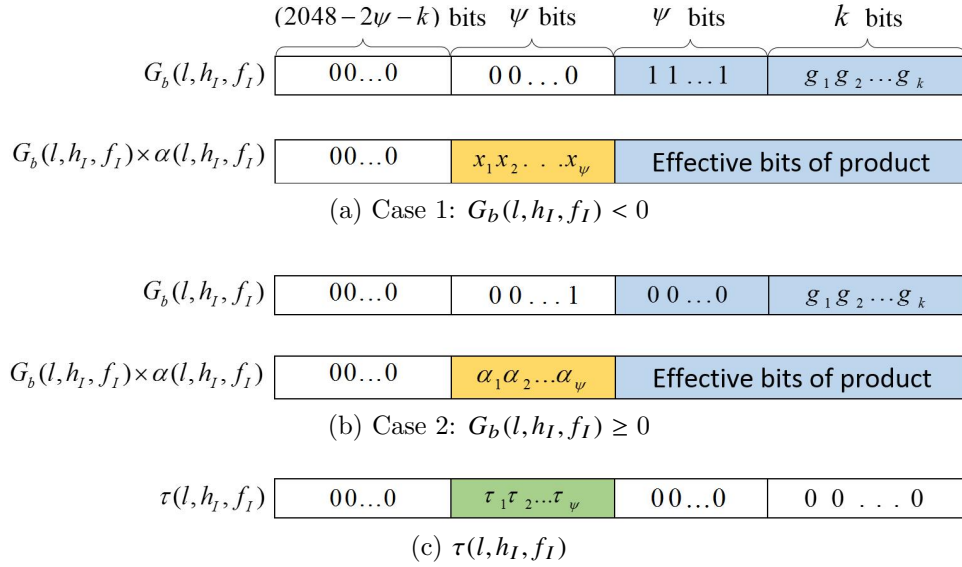 (2048 − 2ψ − k) bits ψ bits ψ bits k bits
G_b(l, h_I, f_I) 00...0 00...0 11...1 g_1 g_2 ... g_k
G_b(l, h_I, f_I) × α(l, h_I, f_I) 00...0 x_1 x_2 . . . x_ψ Effective bits of product
(a) Case 1: G_b(l, h_I, f_I) < 0
G_b(l, h_I, f_I) 00...0 00...1 00...0 g_1 g_2 ... g_k
G_b(l, h_I, f_I) × α(l, h_I, f_I) 00...0 α_1 α_2 ... α_ψ Effective bits of product
(b) Case 2: G_b(l, h_I, f_I) ≥ 0
τ(l, h_I, f_I) 00...0 τ_1 τ_2 ... τ_ψ 00...0 0 0 . . . 0
(c) τ(l, h_I, f_I)